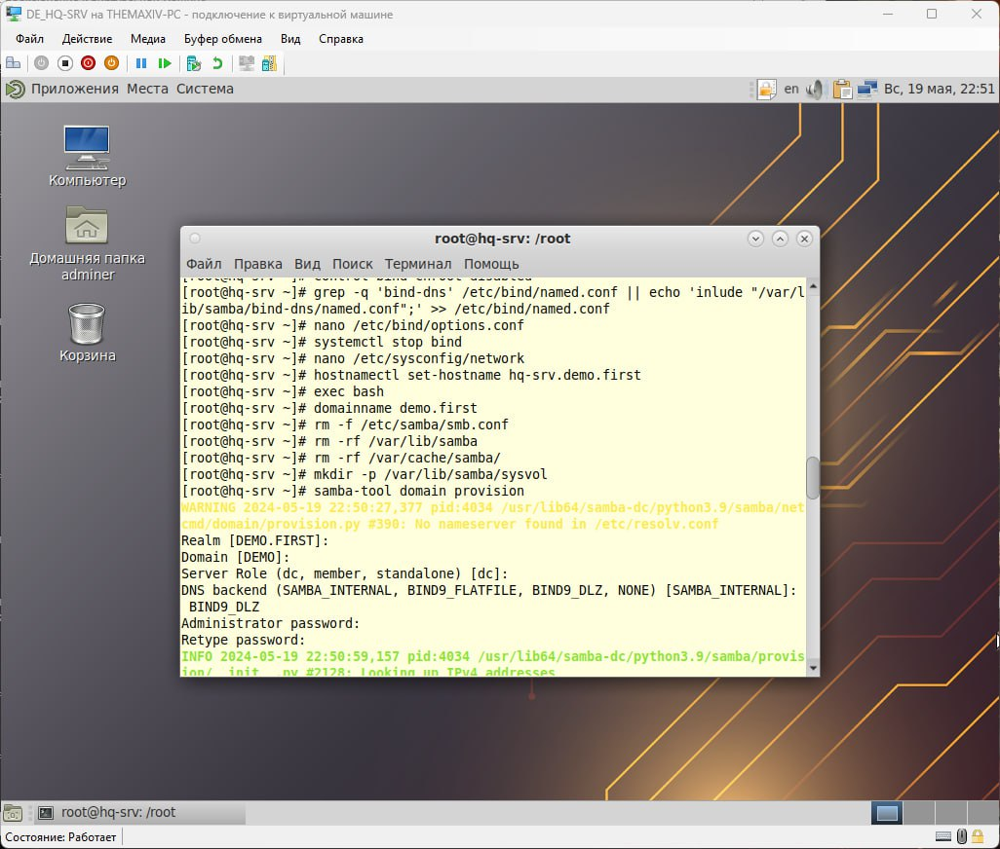 DE_HQ-SRV на THEMAXIV-PC - подключение к виртуальной машине
Файл Действие Медиа Буфер обмена Вид Справка
Приложения Места Система
en
Вс, 19 мая, 22:51
Компьютер
Домашняя папка
adminer
Корзина
root@hq-srv: /root
Файл Правка Вид Поиск Терминал Помощь
[root@hq-srv ~]# control bind-chroot disabled
[root@hq-srv ~]# grep -q 'bind-dns' /etc/bind/named.conf || echo 'inlude "/var/l
ib/samba/bind-dns/named.conf";' >> /etc/bind/named.conf
[root@hq-srv ~]# nano /etc/bind/options.conf
[root@hq-srv ~]# systemctl stop bind
[root@hq-srv ~]# nano /etc/sysconfig/network
[root@hq-srv ~]# hostnamectl set-hostname hq-srv.demo.first
[root@hq-srv ~]# exec bash
[root@hq-srv ~]# domainname demo.first
[root@hq-srv ~]# rm -f /etc/samba/smb.conf
[root@hq-srv ~]# rm -rf /var/lib/samba
[root@hq-srv ~]# rm -rf /var/cache/samba/
[root@hq-srv ~]# mkdir -p /var/lib/samba/sysvol
[root@hq-srv ~]# samba-tool domain provision
WARNING 2024-05-19 22:50:27,377 pid:4034 /usr/lib64/samba-dc/python3.9/samba/net
cmd/domain/provision.py #390: No nameserver found in /etc/resolv.conf
Realm [DEMO.FIRST]:
Domain [DEMO]:
Server Role (dc, member, standalone) [dc]:
DNS backend (SAMBA_INTERNAL, BIND9_FLATFILE, BIND9_DLZ, NONE) [SAMBA_INTERNAL]:
BIND9_DLZ
Administrator password:
Retype password:
INFO 2024-05-19 22:50:59,157 pid:4034 /usr/lib64/samba-dc/python3.9/samba/provis
ion/__init__.py #2128: Looking up IPv4 addresses
root@hq-srv: /root
Состояние: Работает